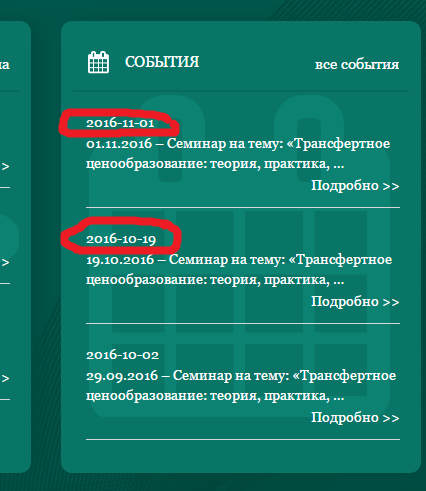 ла
>>
>>
>>
СОБЫТИЯ
все события
2016-11-01
01.11.2016 – Семинар на тему: «Трансфертное
ценообразование: теория, практика, ...
Подробно >>
2016-10-19
19.10.2016 – Семинар на тему: «Трансфертное
ценообразование: теория, практика, ...
Подробно >>
2016-10-02
29.09.2016 – Семинар на тему: «Трансфертное
ценообразование: теория, практика, ...
Подробно >>